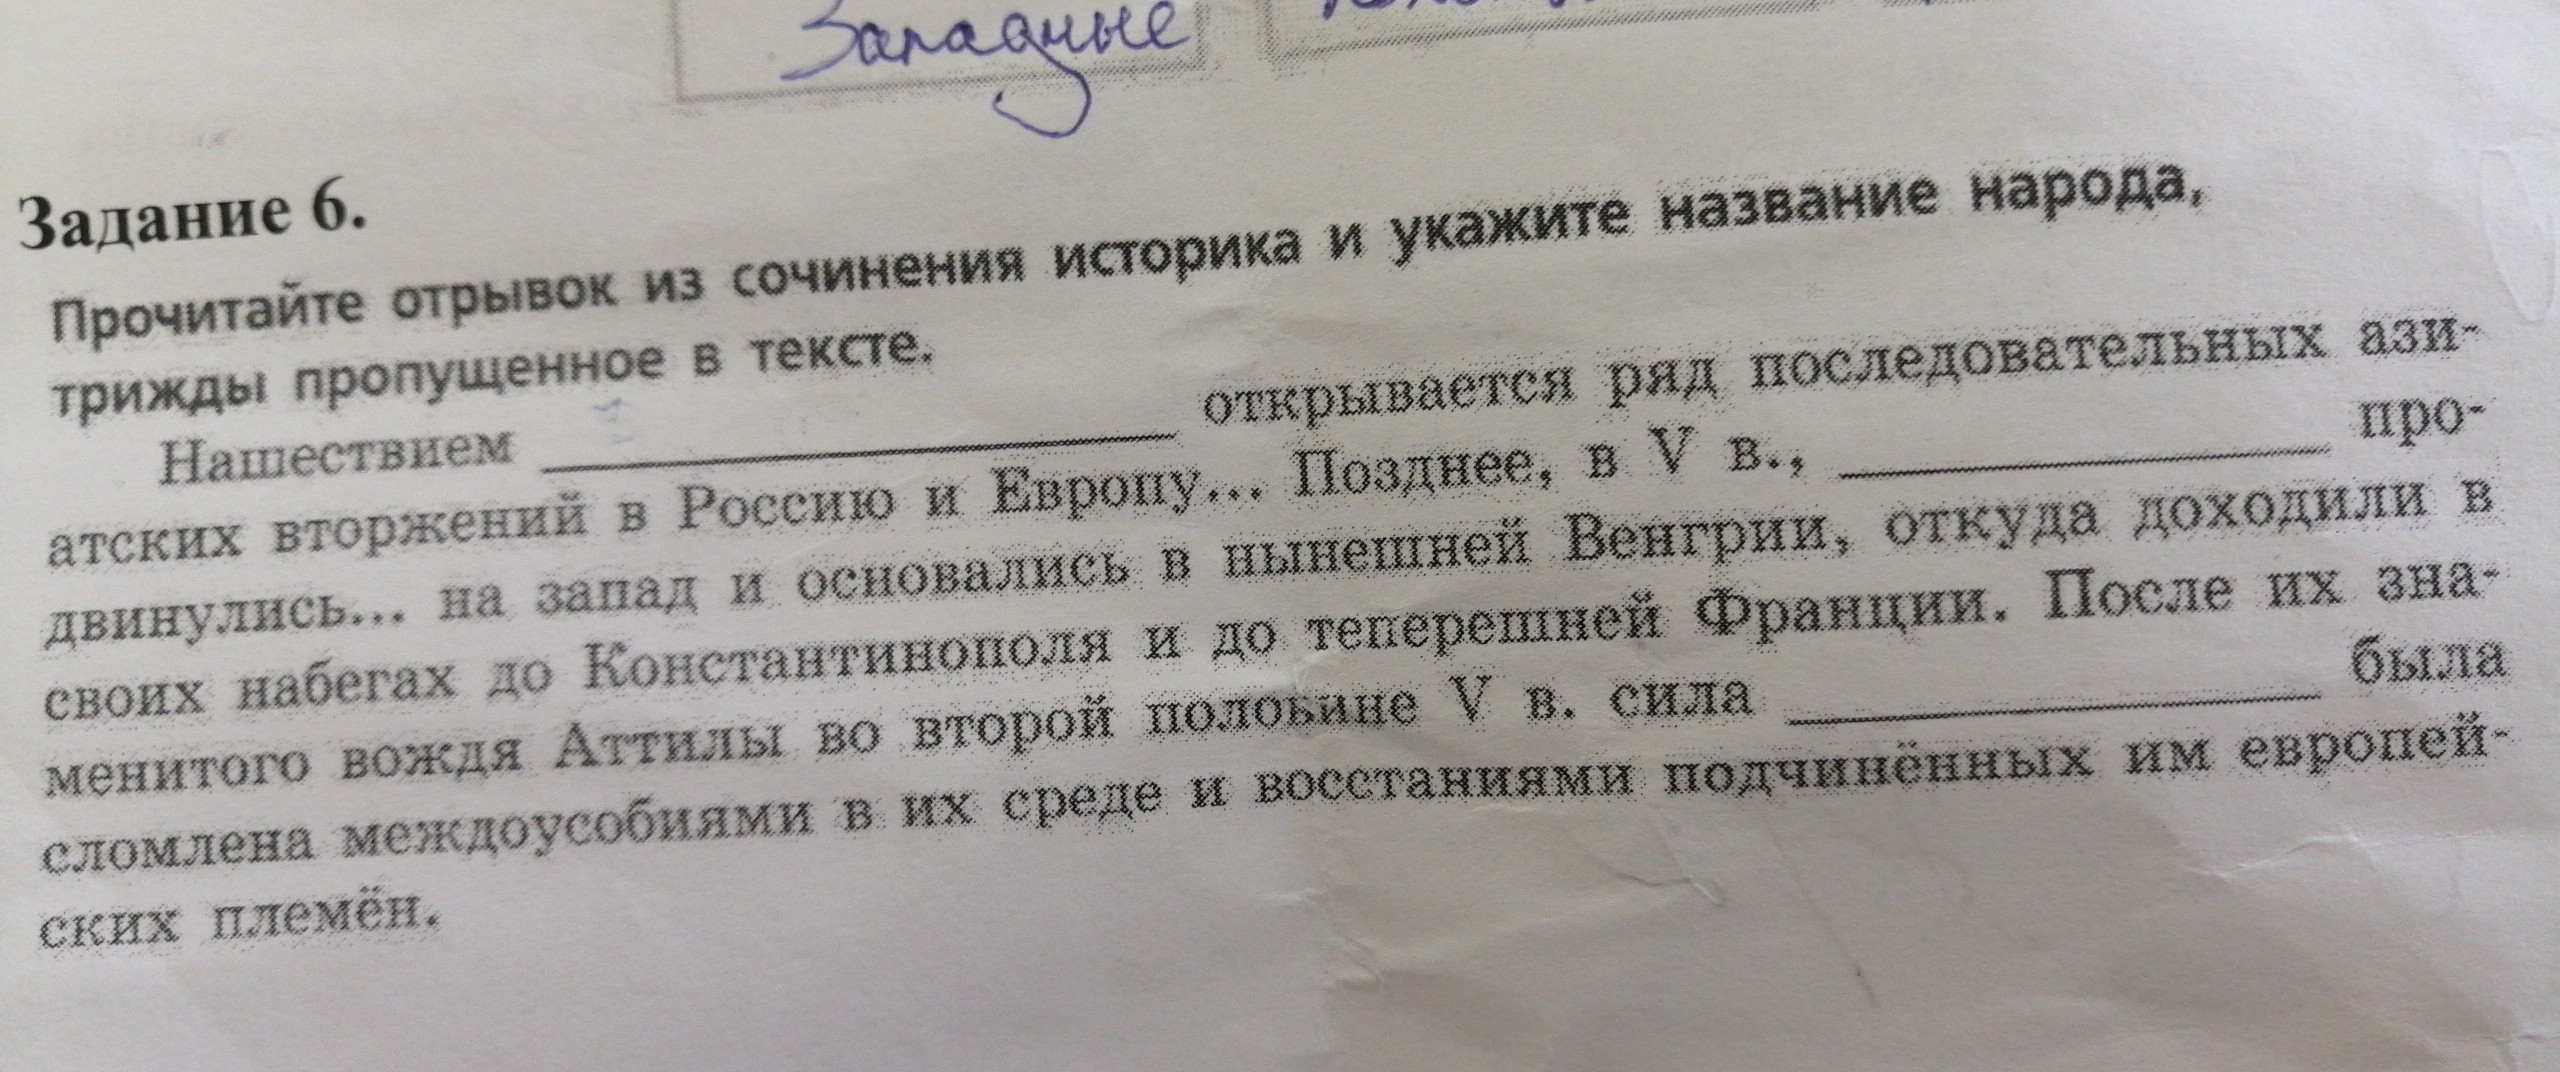 Западные
Задание 6.
Прочитайте отрывок из сочинения историка и укажите название народа,
трижды пропущенное в тексте.
Нашествием ____________ открывается ряд последовательных ази-
атских вторжений в Россию и Европу... Позднее, в V в., ____________ про-
двинулись... на запад и основались в нынешней Венгрии, откуда доходили в
своих набегах до Константинополя и до теперешней Франции. После их зна-
менитого вождя Аттилы во второй половине V в. сила ____________ была
сломлена междоусобиями в их среде и восстаниями подчинённых им европей-
ских племён.